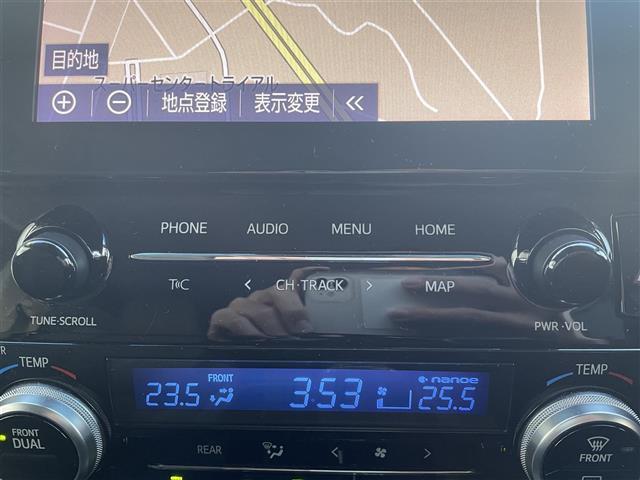 目的地
スーパーセンタートライアル
地点登録 表示変更 «
PHONE AUDIO MENU HOME
T CH·TRACK MAP
TUNE·SCROLL
PWR·VOL
TEMP
TEMP
23.5 FRONT 3:53 nanoe 25.5
FRONT DUAL
REAR
FRONT